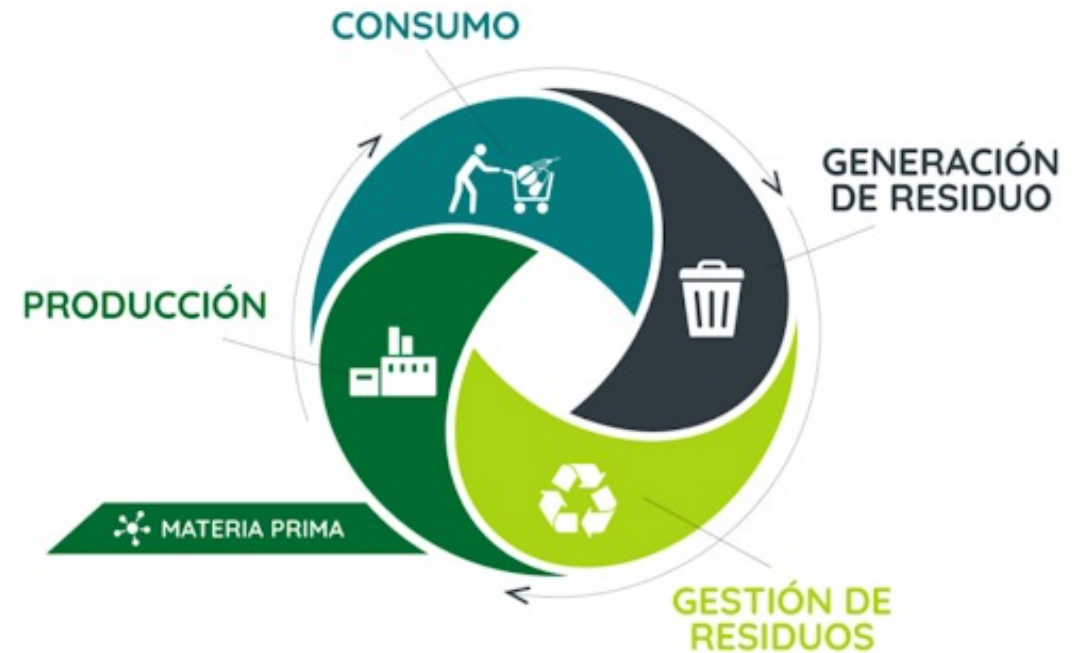 CONSUMO
GENERACIÓN
DE RESIDUO
PRODUCCIÓN
MATERIA PRIMA
GESTIÓN DE
RESIDUOS